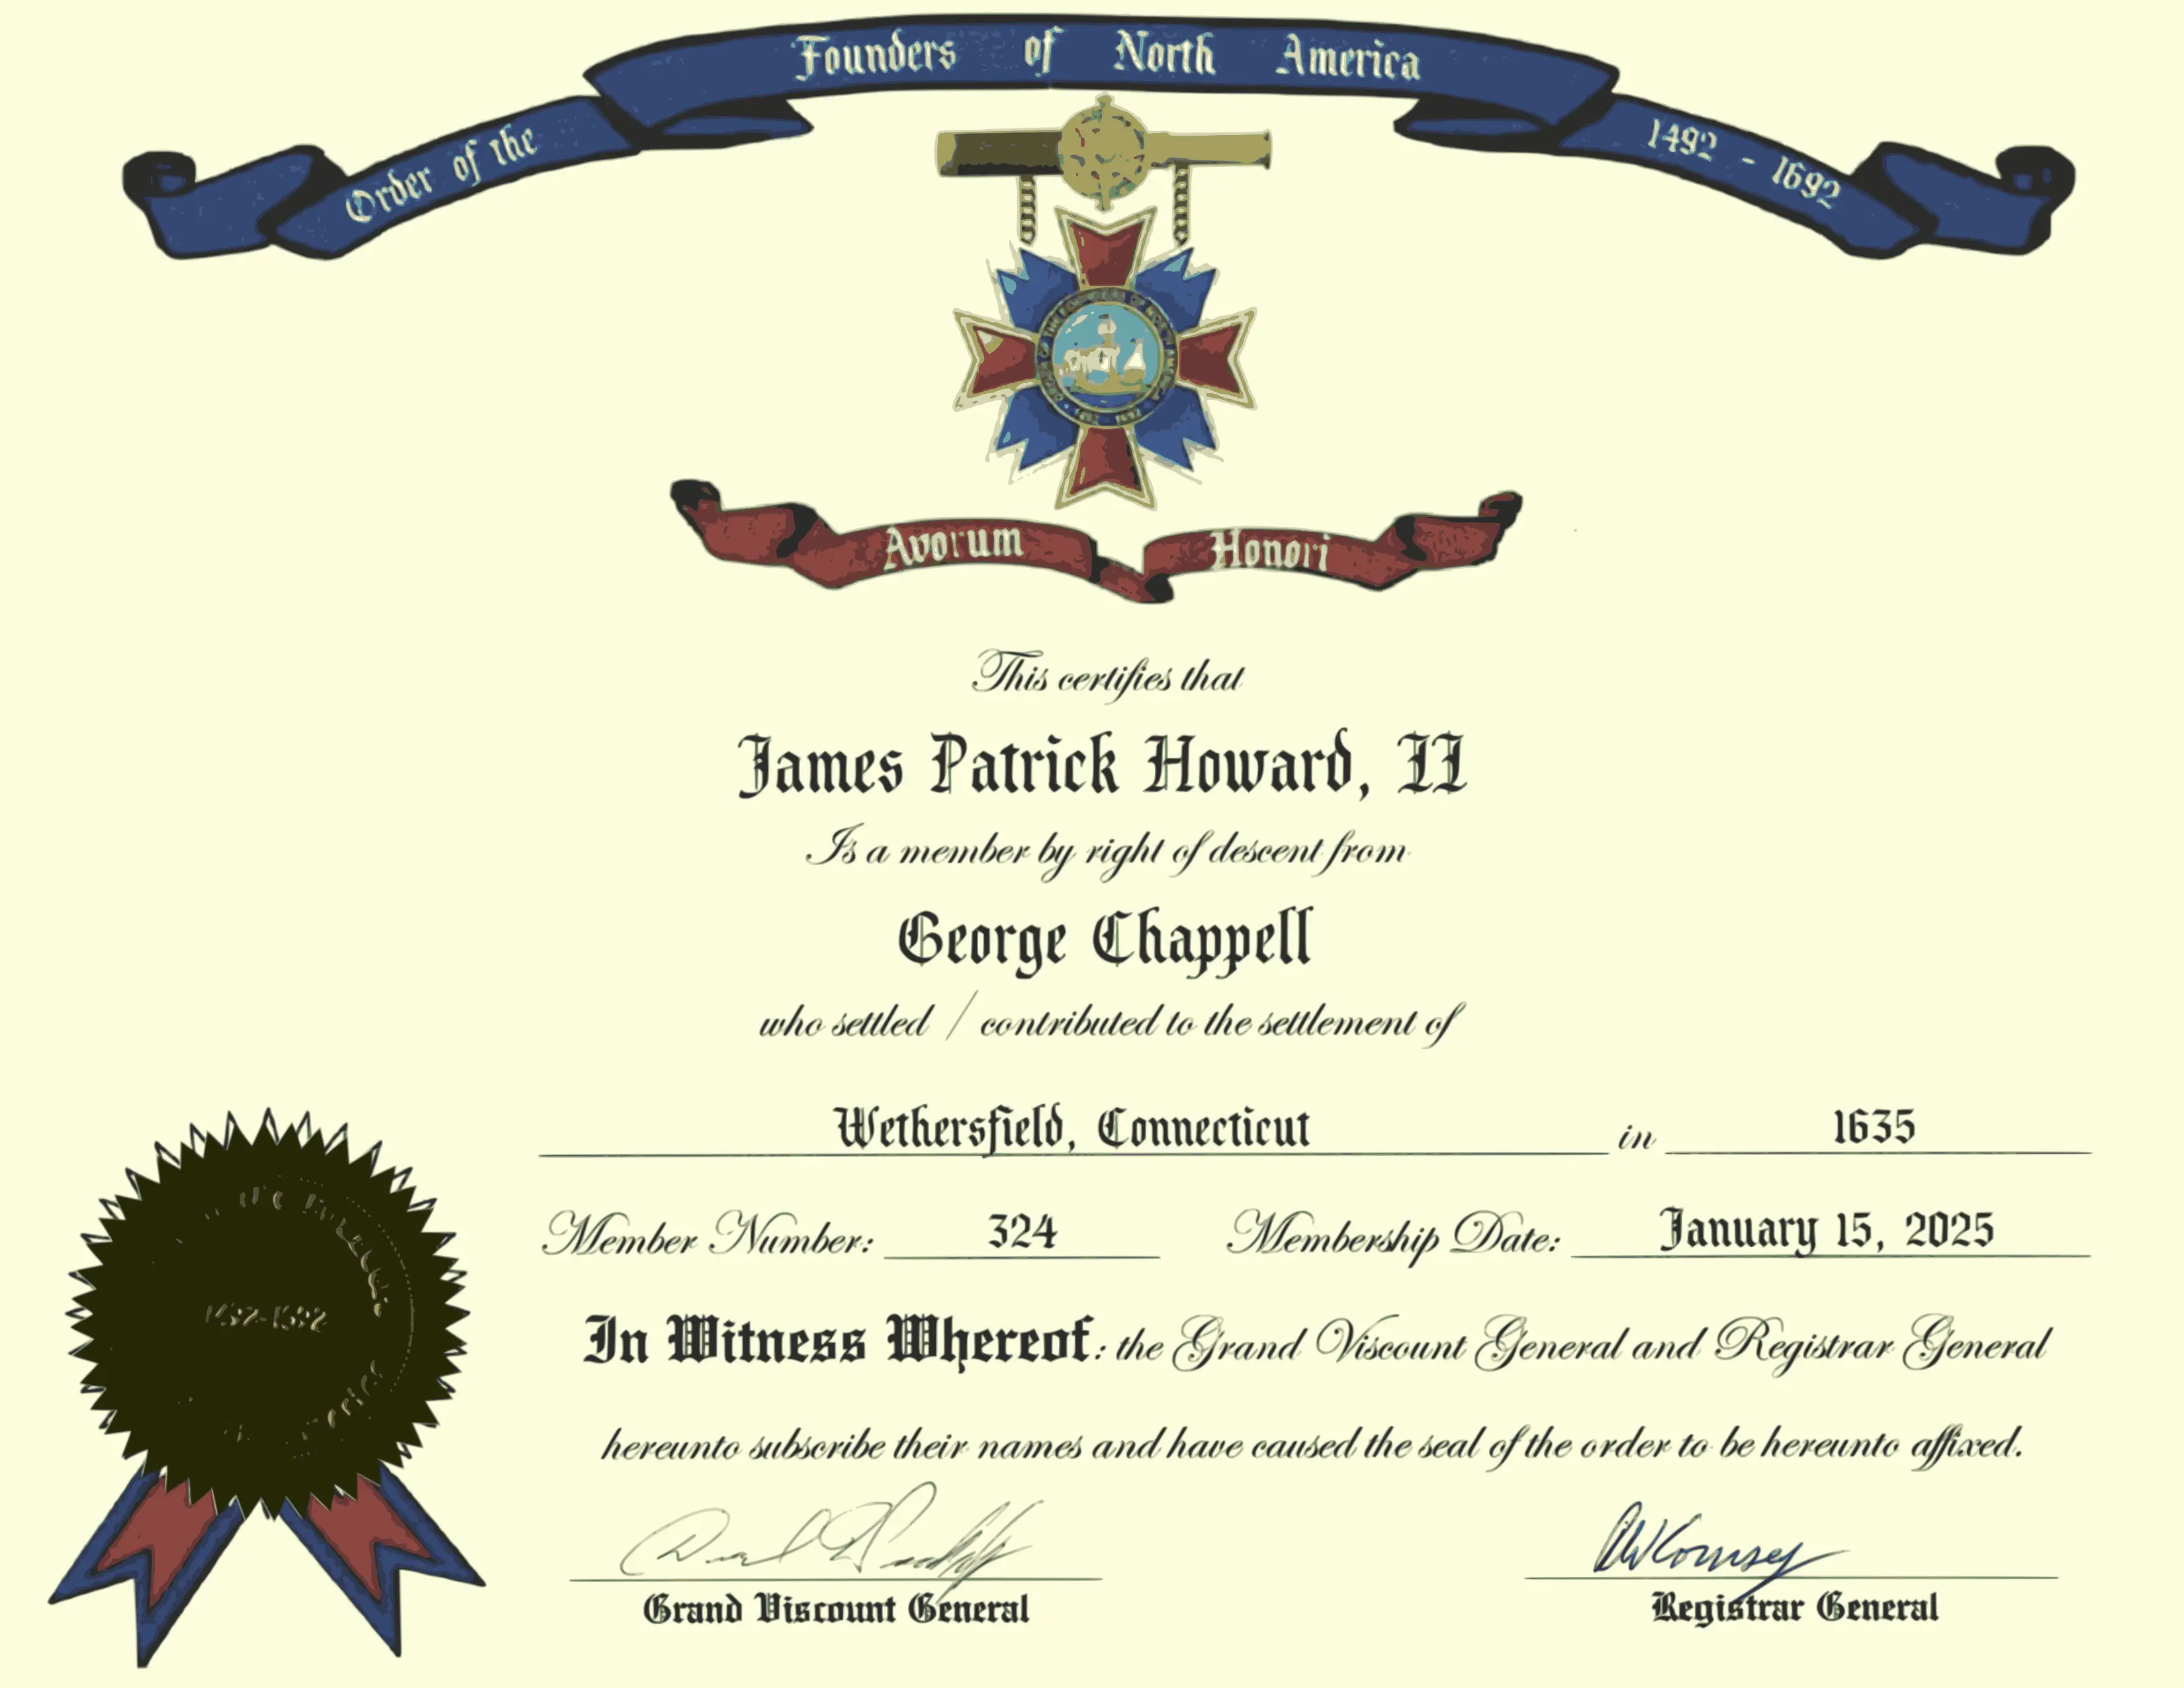 Order of the Founders of North America 1492 - 1692
Avorum Honori
This certifies that
James Patrick Howard, II
Is a member by right of descent from
George Chappell
who settled / contributed to the settlement of
Wethersfield, Connecticut in 1635
Member Number: 324 Membership Date: January 15, 2025
In Witness Whereof: the Grand Viscount General and Registrar General
hereunto subscribe their names and have caused the seal of the order to be hereunto affixed.
Grand Viscount General
Registrar General